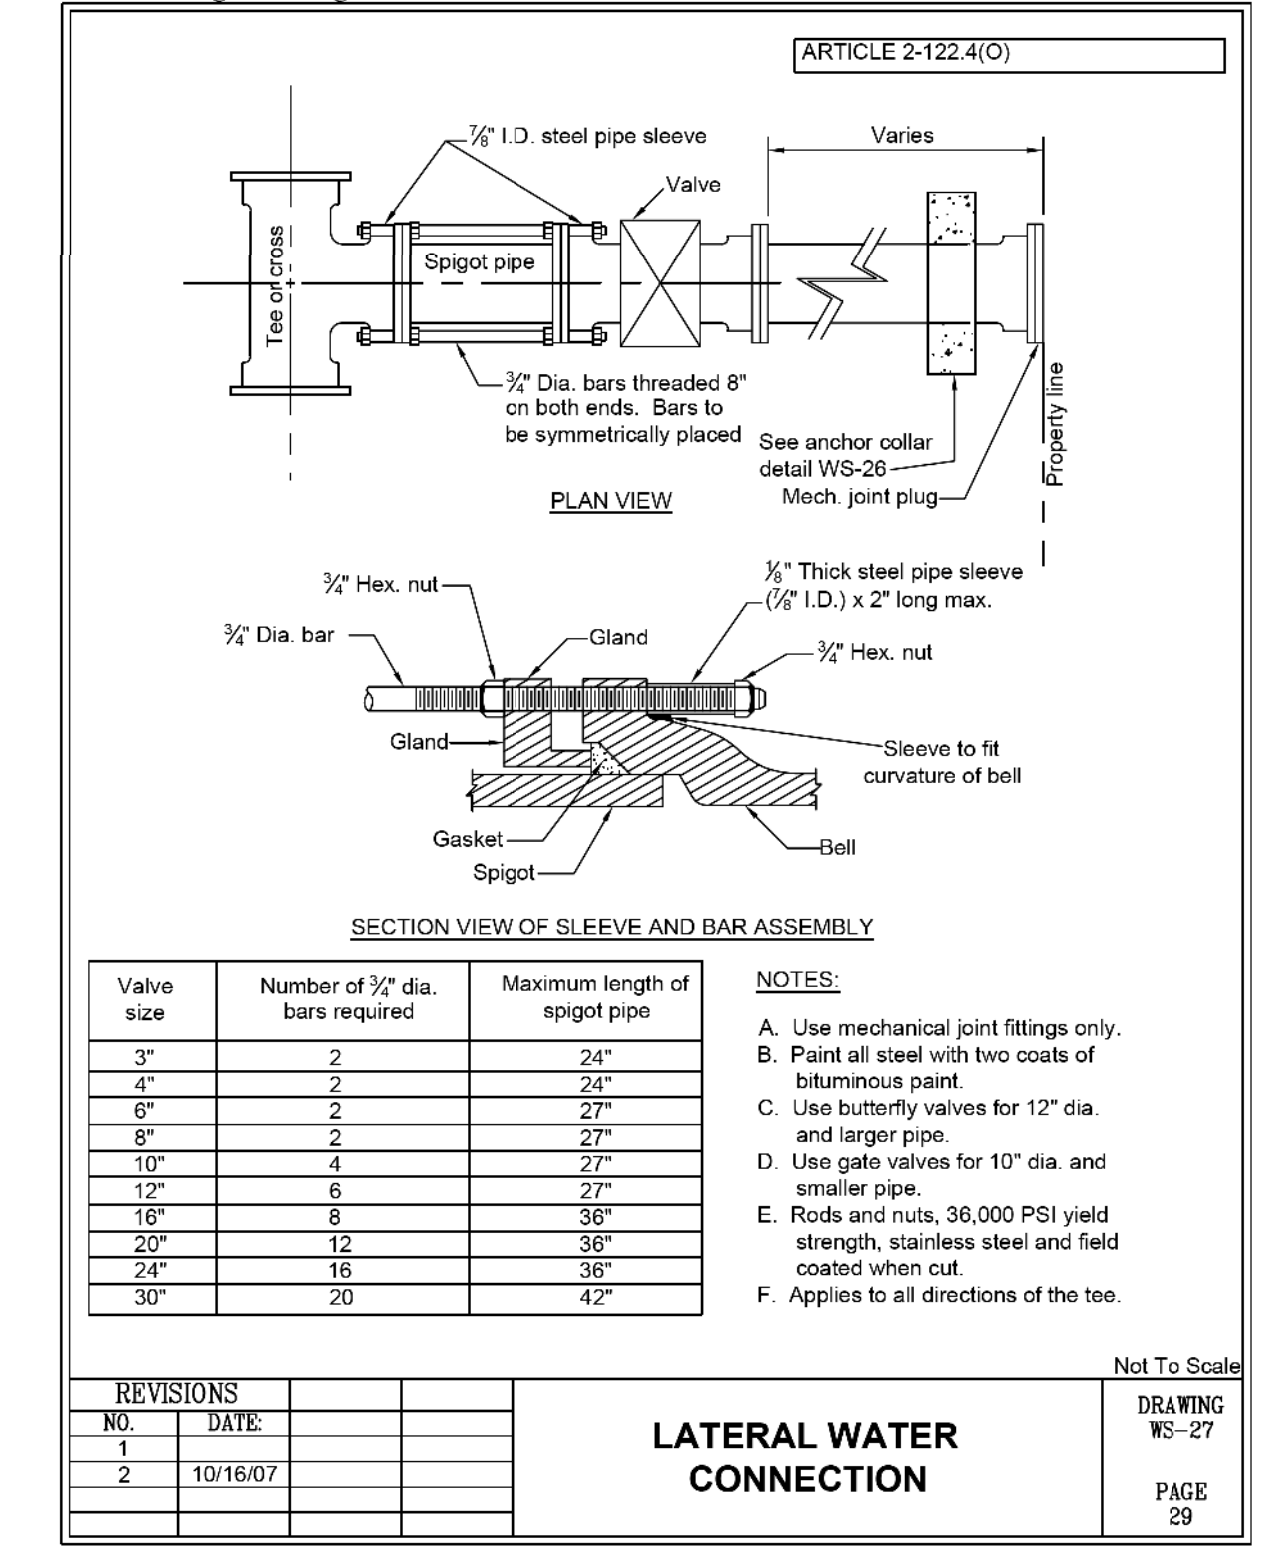 ARTICLE 2-122.4(O)
⅞" I.D. steel pipe sleeve
Varies
Valve
Tee or cross
Spigot pipe
¾" Dia. bars threaded 8"
on both ends. Bars to
be symmetrically placed
See anchor collar
detail WS-26
Mech. joint plug
Property line
PLAN VIEW
¾" Hex. nut
⅛" Thick steel pipe sleeve
(⅞" I.D.) x 2" long max.
¾" Dia. bar
Gland
¾" Hex. nut
Gland
Sleeve to fit
curvature of bell
Gasket
Bell
Spigot
SECTION VIEW OF SLEEVE AND BAR ASSEMBLY
Valve size | Number of ¾" dia. bars required | Maximum length of spigot pipe
3" 2 24"
4" 2 24"
6" 2 27"
8" 2 27"
10" 4 27"
12" 6 27"
16" 8 36"
20" 12 36"
24" 16 36"
30" 20 42"
NOTES:
A. Use mechanical joint fittings only.
B. Paint all steel with two coats of
bituminous paint.
C. Use butterfly valves for 12" dia.
and larger pipe.
D. Use gate valves for 10" dia. and
smaller pipe.
E. Rods and nuts, 36,000 PSI yield
strength, stainless steel and field
coated when cut.
F. Applies to all directions of the tee.
Not To Scale
REVISIONS
NO. DATE:
1
2 10/16/07
LATERAL WATER
CONNECTION
DRAWING
WS-27
PAGE
29